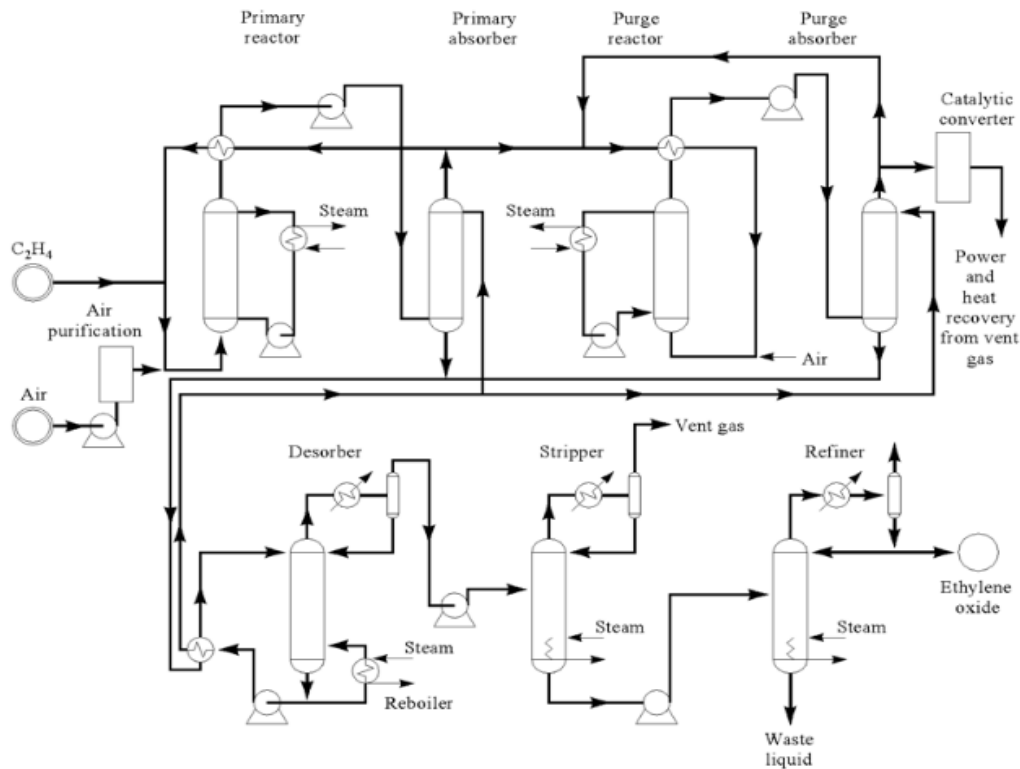 Primary
reactor
Primary
absorber
Purge
reactor
Purge
absorber
Catalytic
converter
Steam
Steam
C₂H₄
Air
purification
Power
and
heat
recovery
from vent
gas
Air
Air
Vent gas
Desorber
Stripper
Refiner
Ethylene
oxide
Steam
Steam
Steam
Reboiler
Waste
liquid